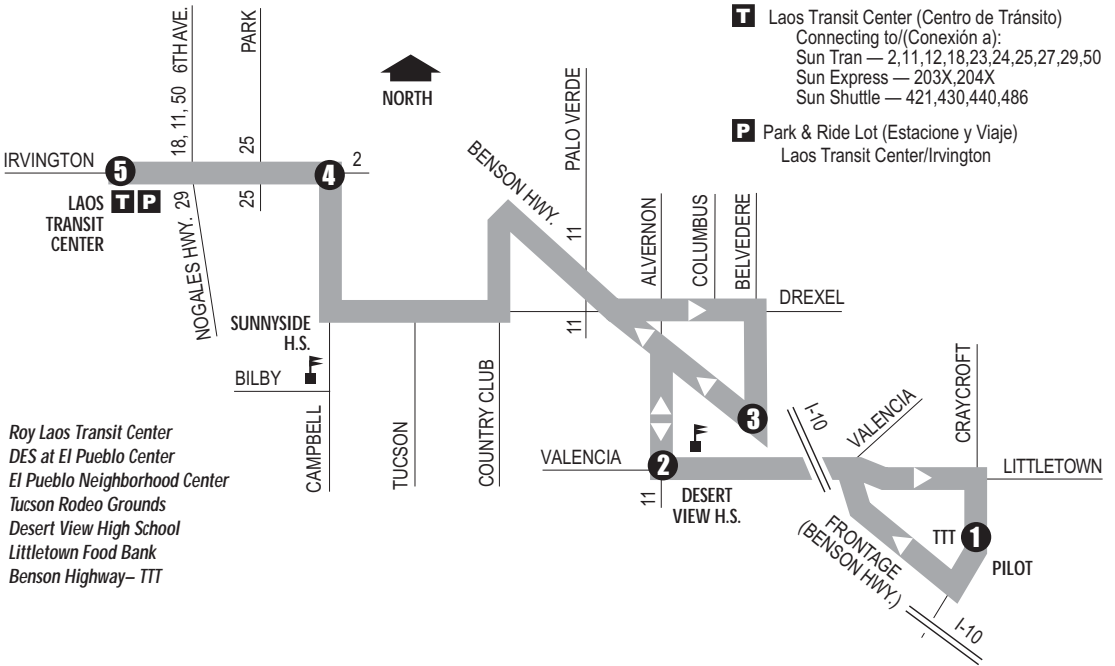 T Laos Transit Center (Centro de Tránsito)
Connecting to/(Conexión a):
Sun Tran — 2,11,12,18,23,24,25,27,29,50
Sun Express — 203X,204X
Sun Shuttle — 421,430,440,486
P Park & Ride Lot (Estacione y Viaje)
Laos Transit Center/Irvington
NORTH
18, 11, 50 6TH AVE.
PARK
25
25
IRVINGTON
5
4
2
LAOS
TRANSIT
CENTER
T P
29
NOGALES HWY.
BENSON HWY.
PALO VERDE
11
11
ALVERNON
COLUMBUS
BELVEDERE
DREXEL
SUNNYSIDE
H.S.
BILBY
CAMPBELL
TUCSON
COUNTRY CLUB
3
I-10
VALENCIA
CRAYCROFT
VALENCIA
2
11
DESERT
VIEW H.S.
LITTLETOWN
TTT
1
PILOT
FRONTAGE
(BENSON HWY.)
I-10
Roy Laos Transit Center
DES at El Pueblo Center
El Pueblo Neighborhood Center
Tucson Rodeo Grounds
Desert View High School
Littletown Food Bank
Benson Highway– TTT